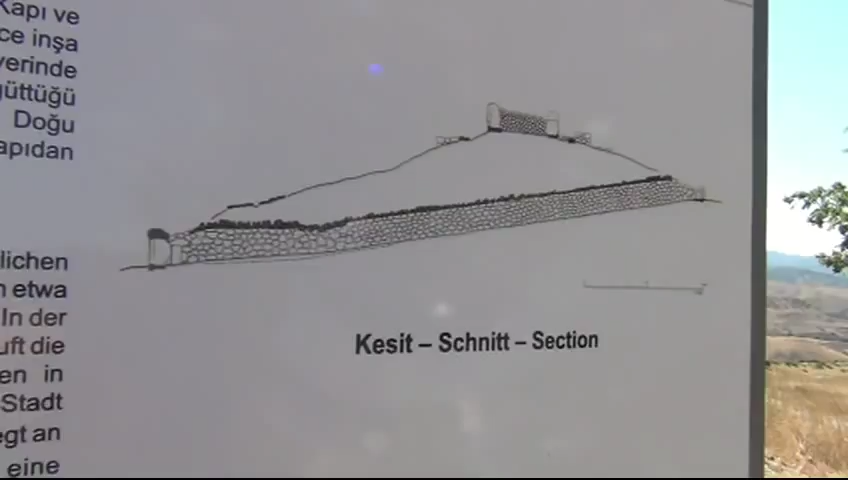 Kapı ve
ce inşa
yerinde
güttüğü
Doğu
apıdan
lichen
n etwa
In der
uft die
en in
Stadt
egt an
eine
Kesit – Schnitt – Section